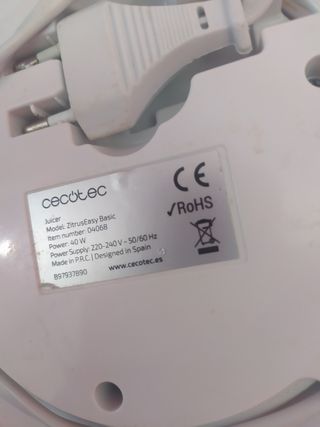 cecotec
Juicer
Model: ZitrusEasy Basic
Item number: 04068
Power: 40 W
Power Supply: 220-240 V - 50/60 Hz
Made in P.R.C. | Designed in Spain
B97937890
www.cecotec.es
CE
✓RoHS